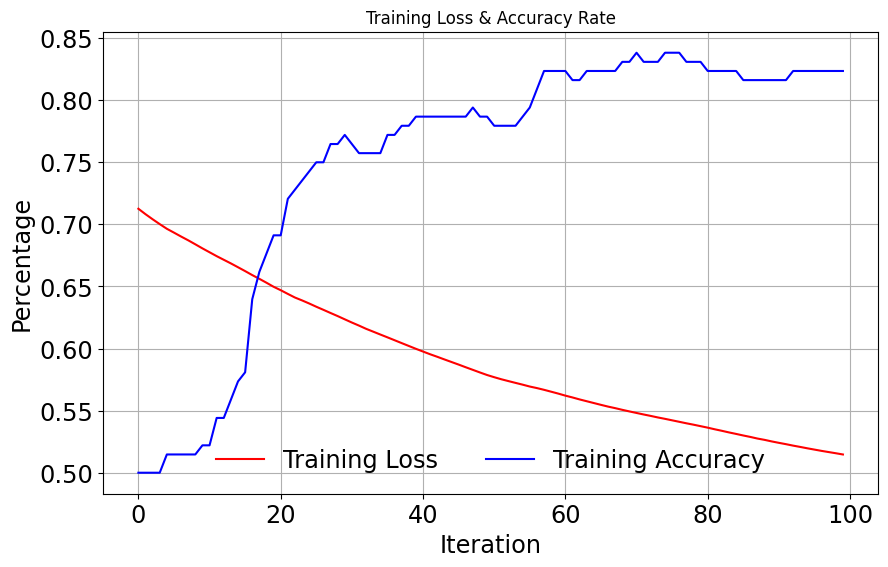 Training Loss & Accuracy Rate
0.85
0.80
0.75
0.70
0.65
0.60
0.55
0.50
Percentage
Training Loss
Training Accuracy
0 20 40 60 80 100
Iteration